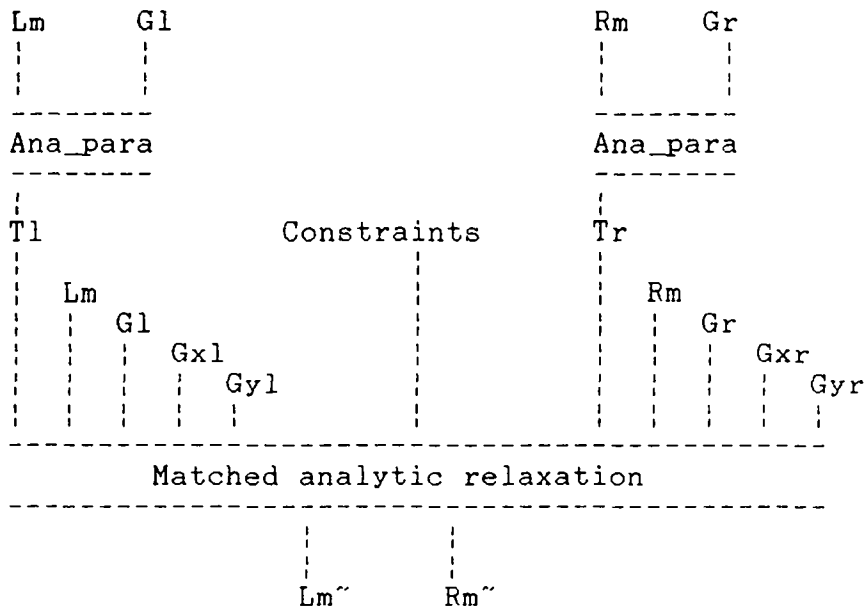 Lm Gl Rm Gr
Ana_para Ana_para
Tl Constraints Tr
Lm Rm
Gl Gr
Gxl Gxr
Gyl Gyr
Matched analytic relaxation
Lm~ Rm~